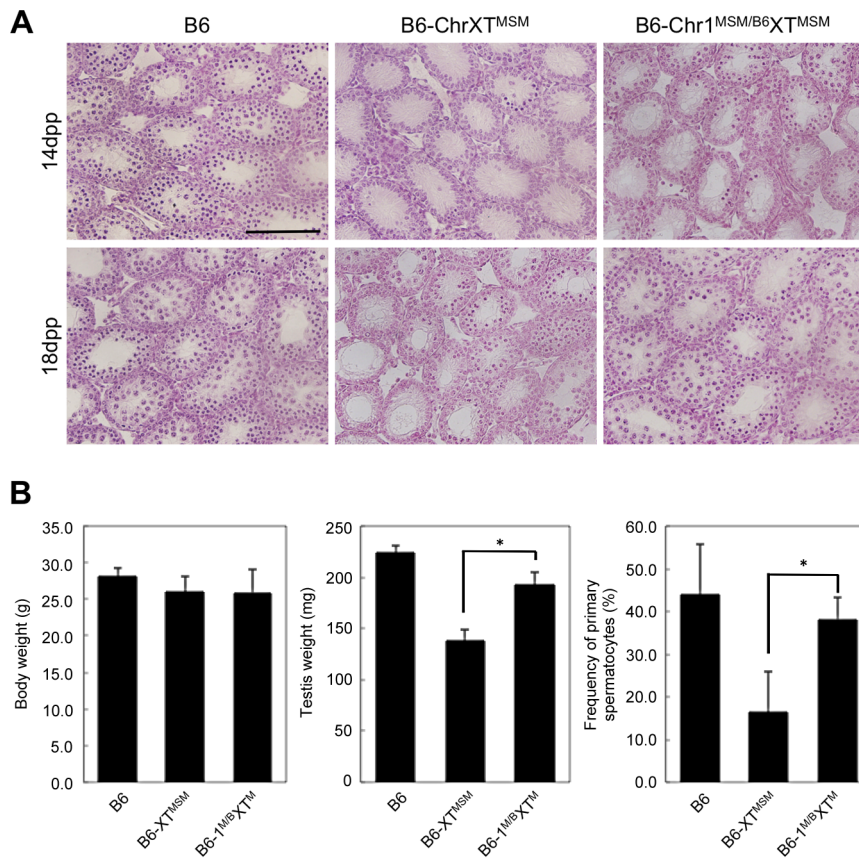 A
B6
B6-ChrXT^MSM
B6-Chr1^MSM/B6XT^MSM
14dpp
18dpp
B
Body weight (g)
35.0
30.0
25.0
20.0
15.0
10.0
5.0
0.0
B6
B6-XT^MSM
B6-1^M/BXT^M
Testis weight (mg)
250
200
150
100
50
0
*
B6
B6-XT^MSM
B6-1^M/BXT^M
Frequency of primary
spermatocytes (%)
60.0
50.0
40.0
30.0
20.0
10.0
0.0
*
B6
B6-XT^MSM
B6-1^M/BXT^M